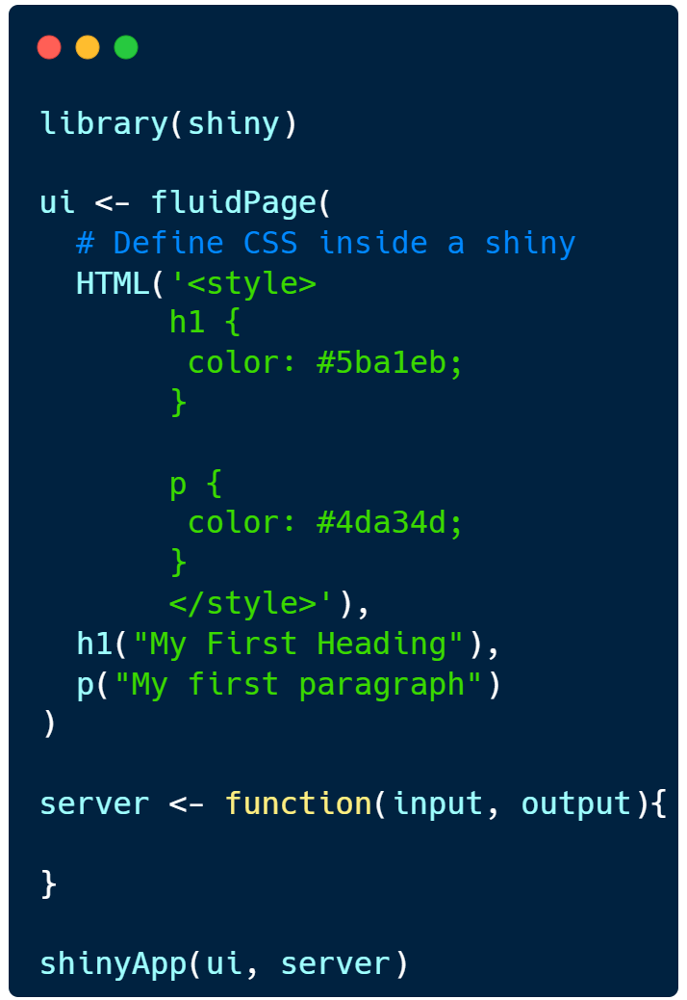 library(shiny)

ui <- fluidPage(
  # Define CSS inside a shiny
  HTML('<style>
       h1 {
        color: #5ba1eb;
       }

       p {
        color: #4da34d;
       }
       </style>'),
  h1("My First Heading"),
  p("My first paragraph")
)

server <- function(input, output){

}

shinyApp(ui, server)